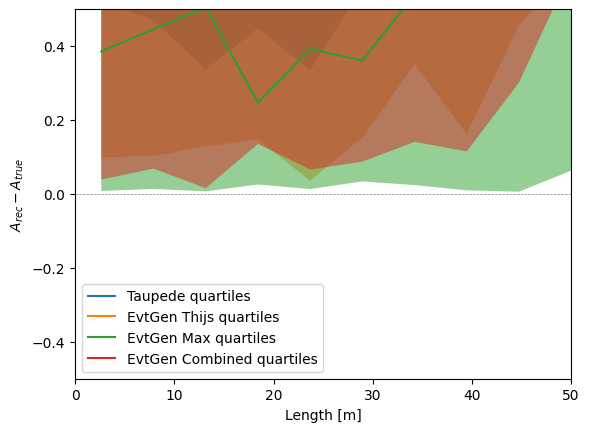 0.4
0.2
0.0
−0.2
−0.4
A_rec − A_true
Taupede quartiles
EvtGen Thijs quartiles
EvtGen Max quartiles
EvtGen Combined quartiles
0 10 20 30 40 50
Length [m]